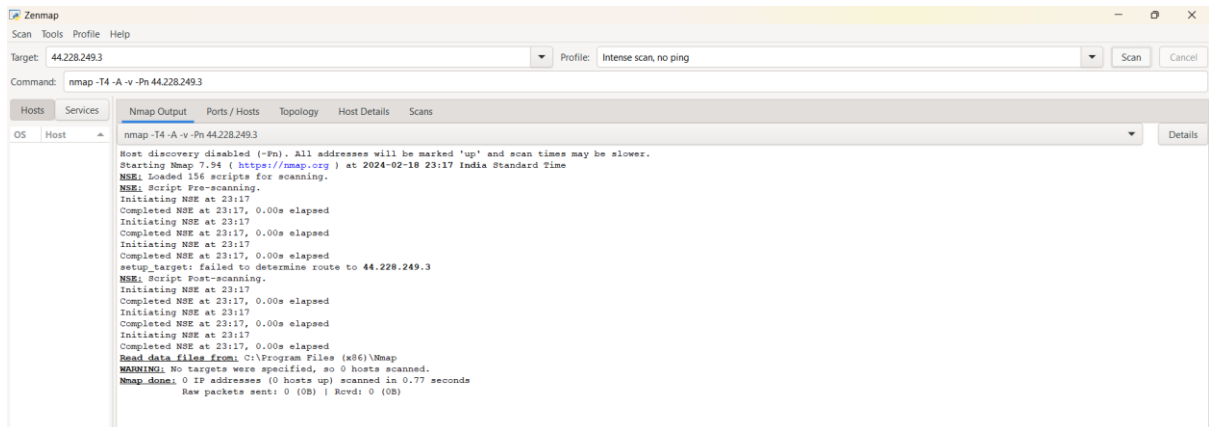 Zenmap
Scan Tools Profile Help
Target: 44.228.249.3 Profile: Intense scan, no ping Scan Cancel
Command: nmap -T4 -A -v -Pn 44.228.249.3
Hosts Services Nmap Output Ports / Hosts Topology Host Details Scans
OS Host nmap -T4 -A -v -Pn 44.228.249.3 Details
Host discovery disabled (-Pn). All addresses will be marked 'up' and scan times may be slower.
Starting Nmap 7.94 ( https://nmap.org ) at 2024-02-18 23:17 India Standard Time
NSE: Loaded 156 scripts for scanning.
NSE: Script Pre-scanning.
Initiating NSE at 23:17
Completed NSE at 23:17, 0.00s elapsed
Initiating NSE at 23:17
Completed NSE at 23:17, 0.00s elapsed
Initiating NSE at 23:17
Completed NSE at 23:17, 0.00s elapsed
setup_target: failed to determine route to 44.228.249.3
NSE: Script Post-scanning.
Initiating NSE at 23:17
Completed NSE at 23:17, 0.00s elapsed
Initiating NSE at 23:17
Completed NSE at 23:17, 0.00s elapsed
Initiating NSE at 23:17
Completed NSE at 23:17, 0.00s elapsed
Read data files from: C:\Program Files (x86)\Nmap
WARNING: No targets were specified, so 0 hosts scanned.
Nmap done: 0 IP addresses (0 hosts up) scanned in 0.77 seconds
Raw packets sent: 0 (0B) | Rcvd: 0 (0B)